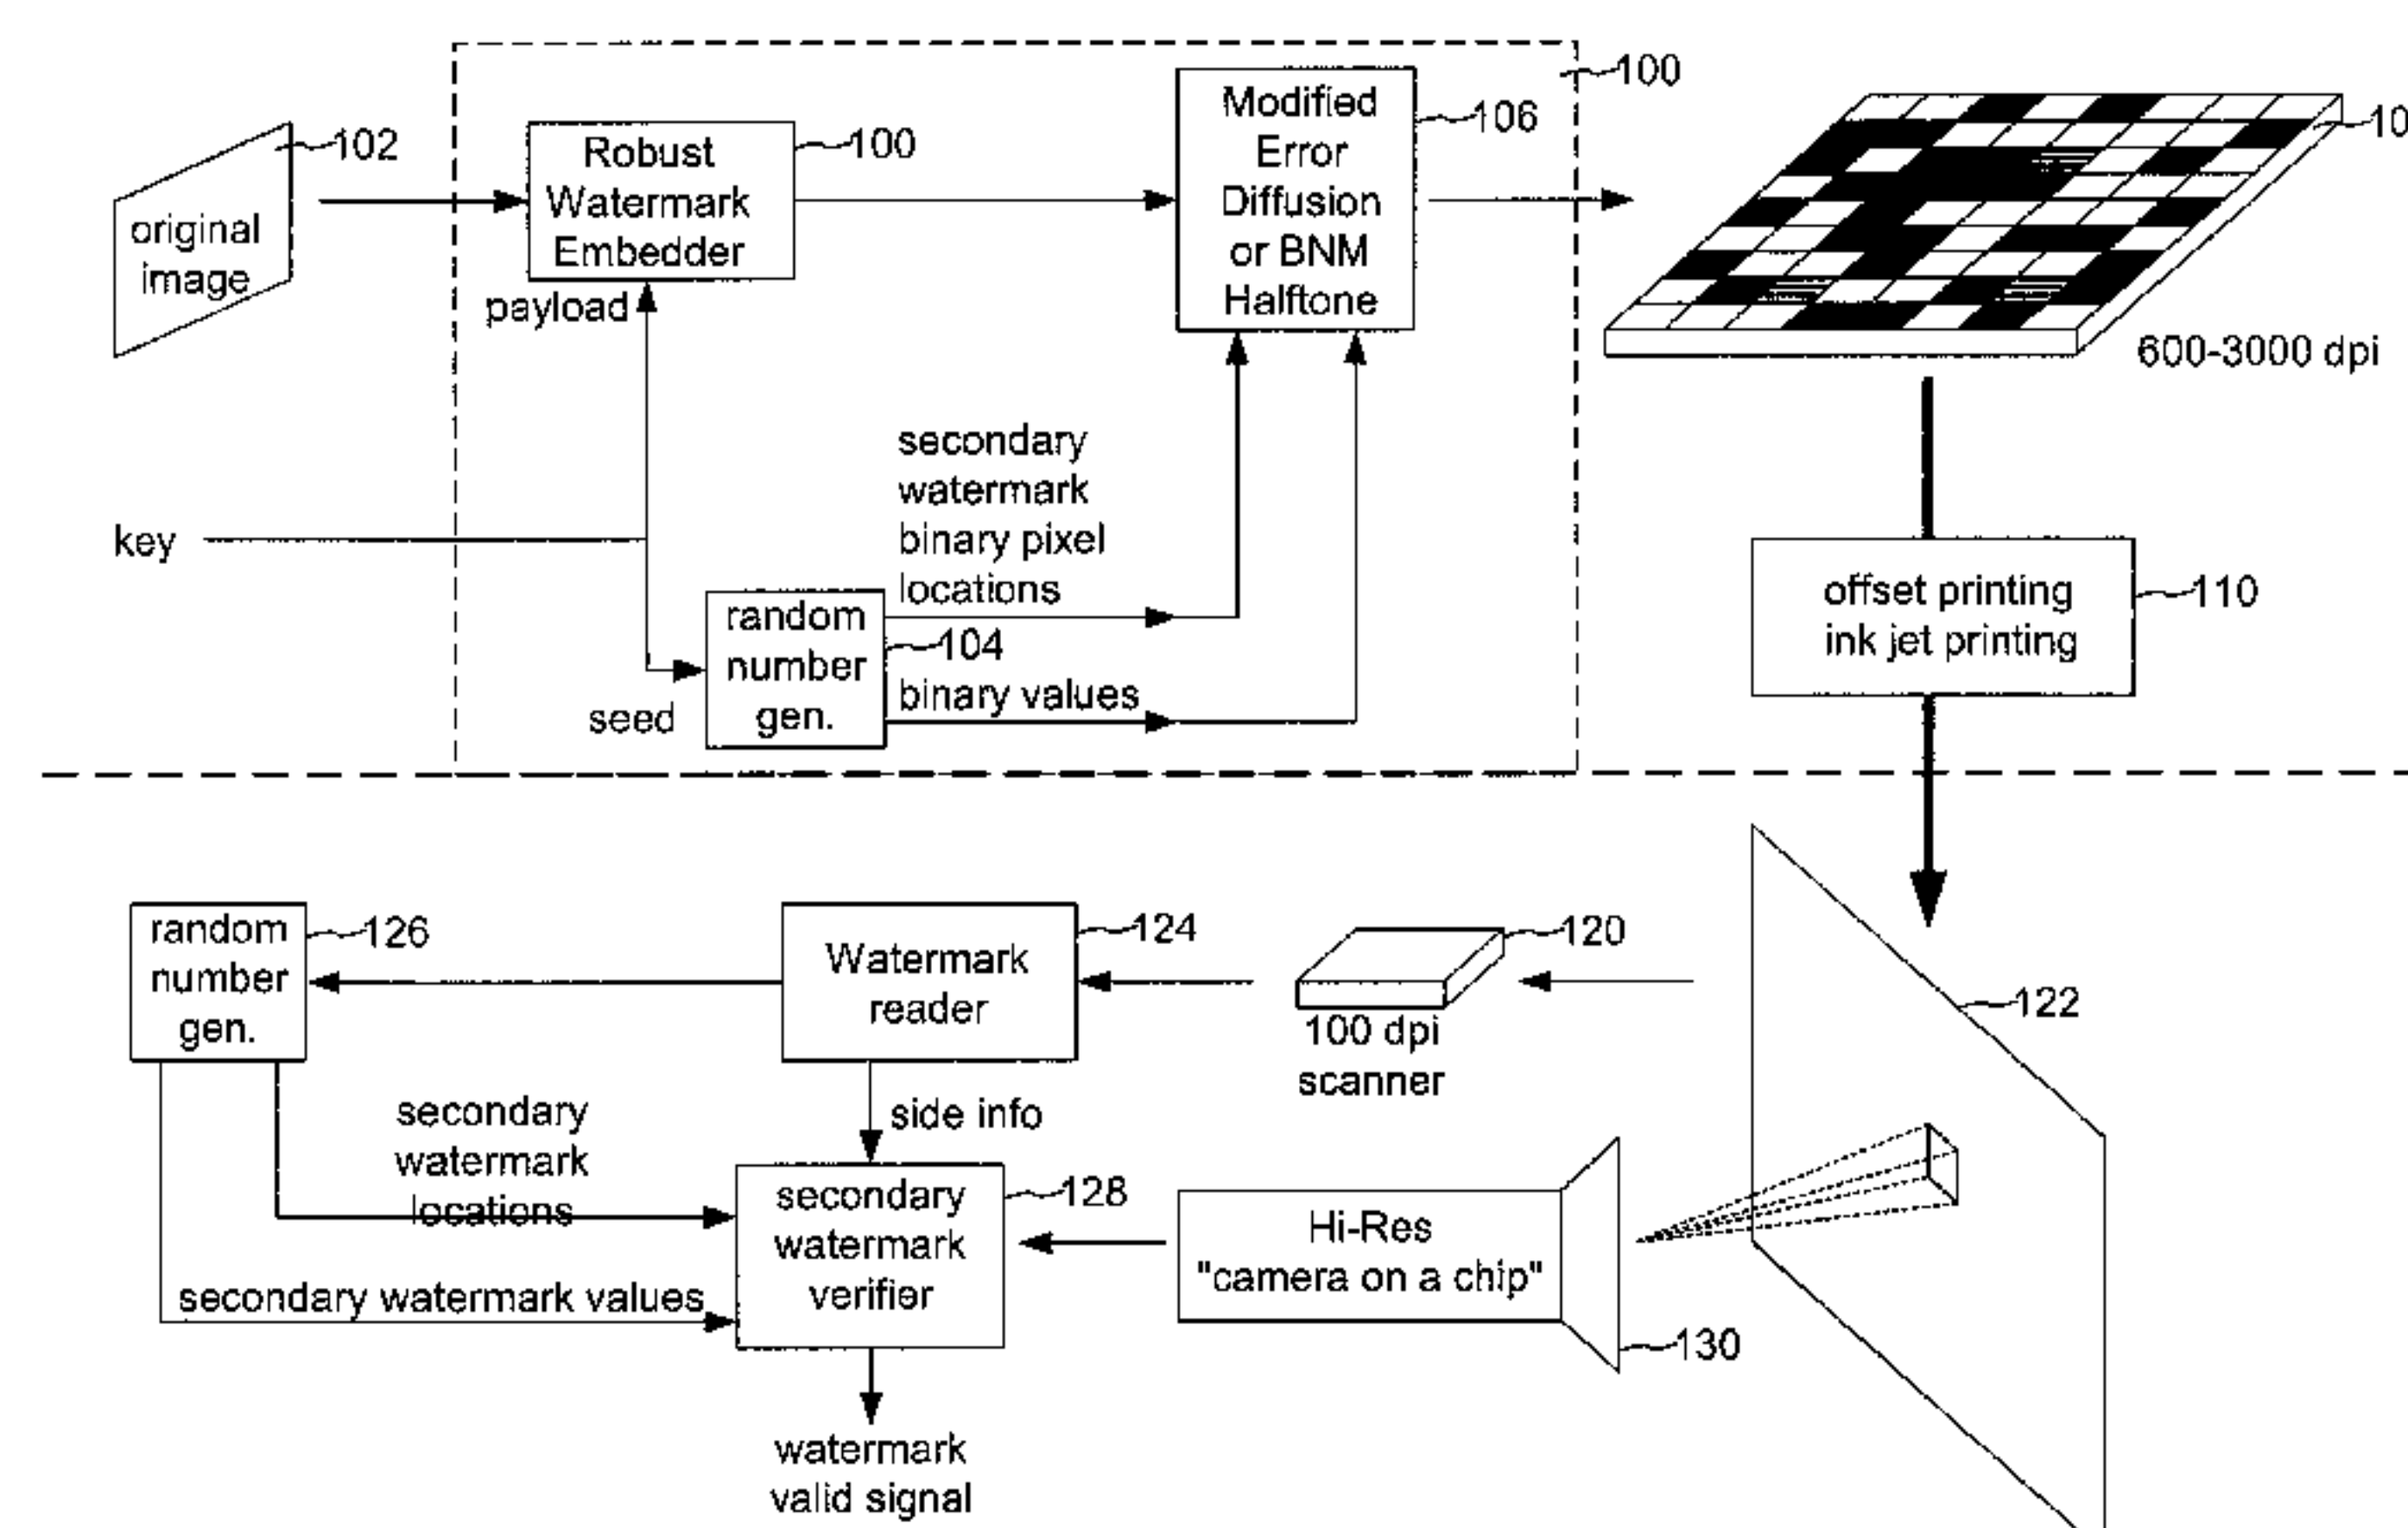 100
102
original
image
Robust
Watermark
Embedder
100
payload
Modified
Error
Diffusion
or BNM
Halftone
106
10
600-3000 dpi
key
secondary
watermark
binary pixel
locations
random
number
gen.
104
binary values
seed
offset printing
ink jet printing
110
random
number
gen.
126
Watermark
reader
124
120
100 dpi
scanner
122
side info
secondary
watermark
locations
secondary watermark values
secondary
watermark
verifier
128
Hi-Res
"camera on a chip"
130
watermark
valid signal